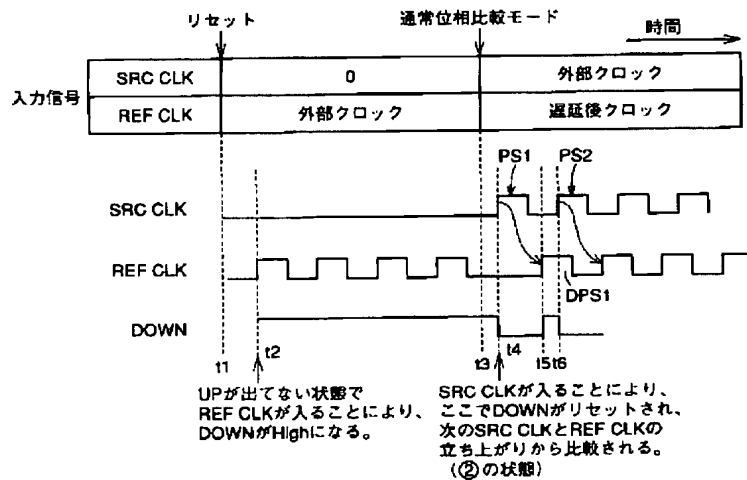 リセット
通常位相比較モード
時間
入力信号
SRC CLK
0
外部クロック
REF CLK
外部クロック
遅延後クロック
PS1
PS2
SRC CLK
REF CLK
DPS1
DOWN
t1
t2
t3
t4
t5
t6
UPが出てない状態で
REF CLKが入ることにより、
DOWNがHighになる。
SRC CLKが入ることにより、
ここでDOWNがリセットされ、
次のSRC CLKとREF CLKの
立ち上がりから比較される。
(②の状態)